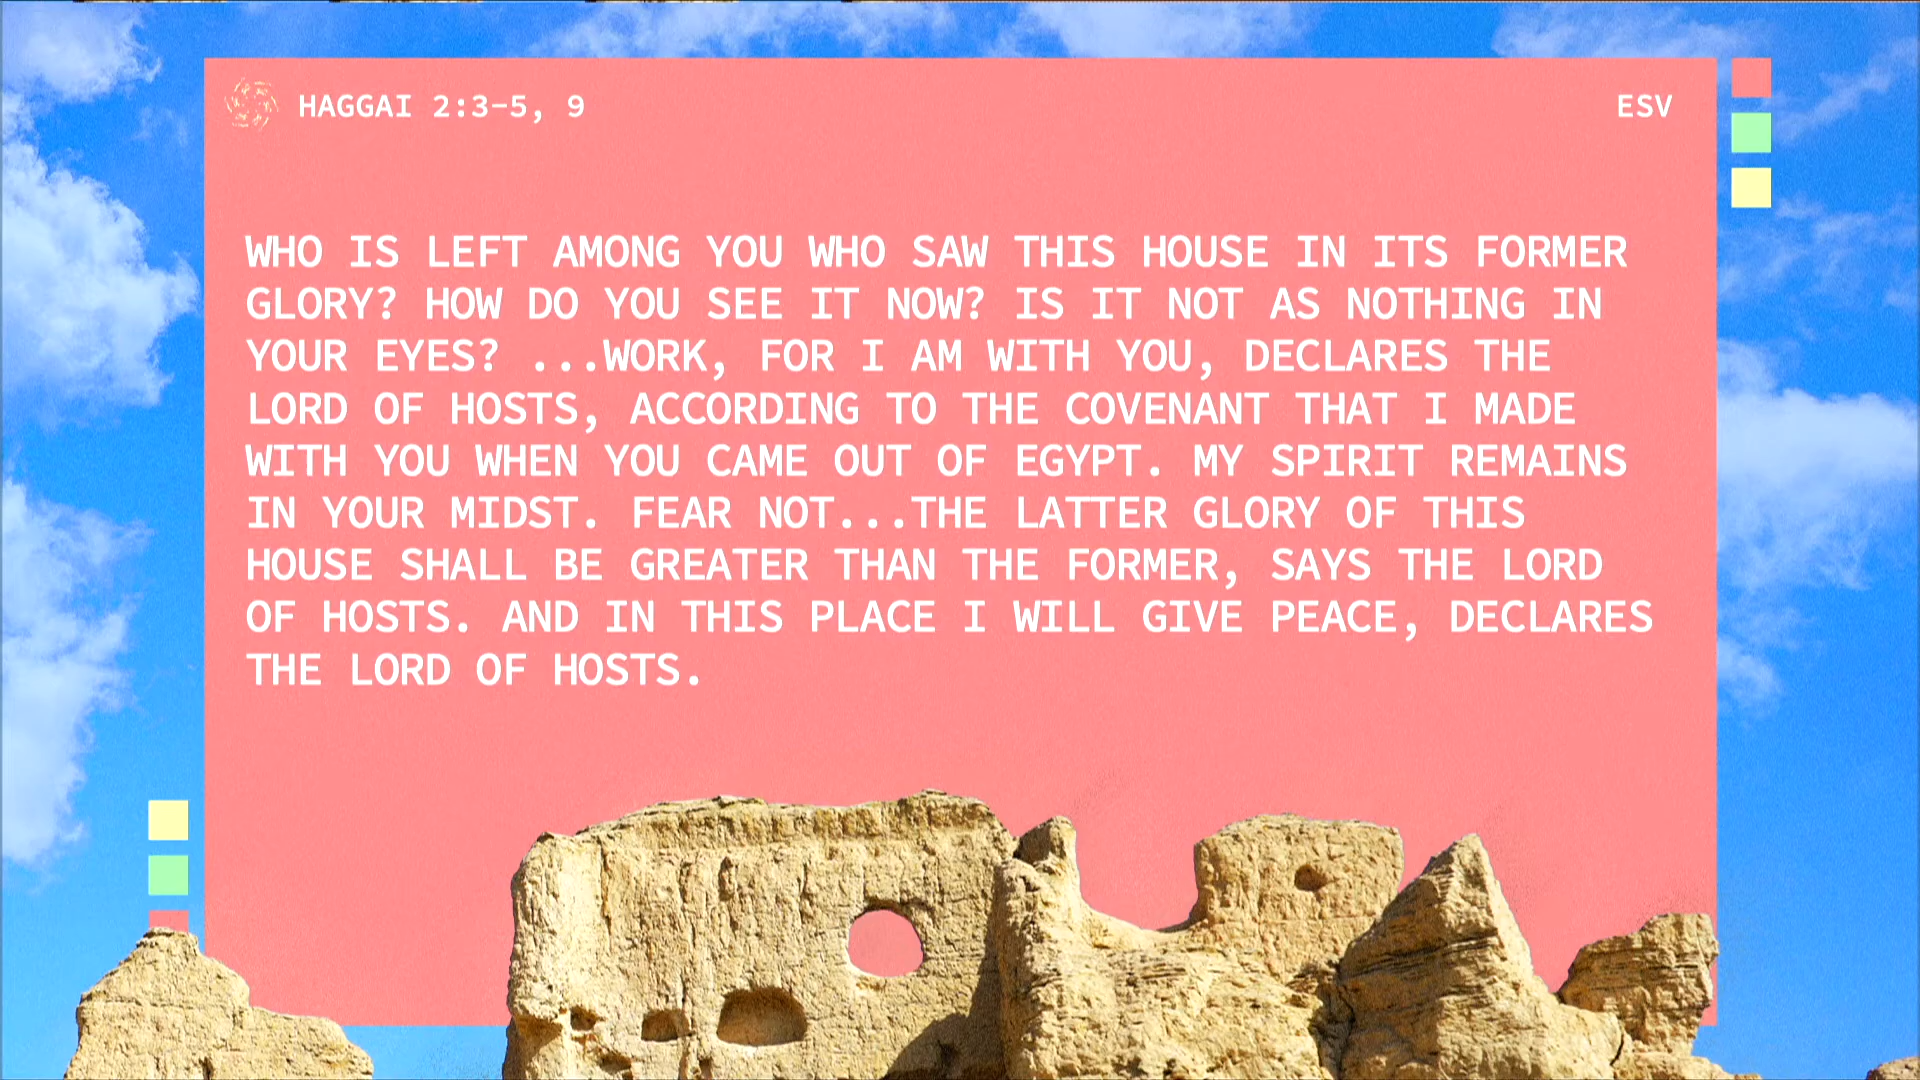 HAGGAI 2:3-5, 9
ESV
WHO IS LEFT AMONG YOU WHO SAW THIS HOUSE IN ITS FORMER
GLORY? HOW DO YOU SEE IT NOW? IS IT NOT AS NOTHING IN
YOUR EYES? ...WORK, FOR I AM WITH YOU, DECLARES THE
LORD OF HOSTS, ACCORDING TO THE COVENANT THAT I MADE
WITH YOU WHEN YOU CAME OUT OF EGYPT. MY SPIRIT REMAINS
IN YOUR MIDST. FEAR NOT...THE LATTER GLORY OF THIS
HOUSE SHALL BE GREATER THAN THE FORMER, SAYS THE LORD
OF HOSTS. AND IN THIS PLACE I WILL GIVE PEACE, DECLARES
THE LORD OF HOSTS.